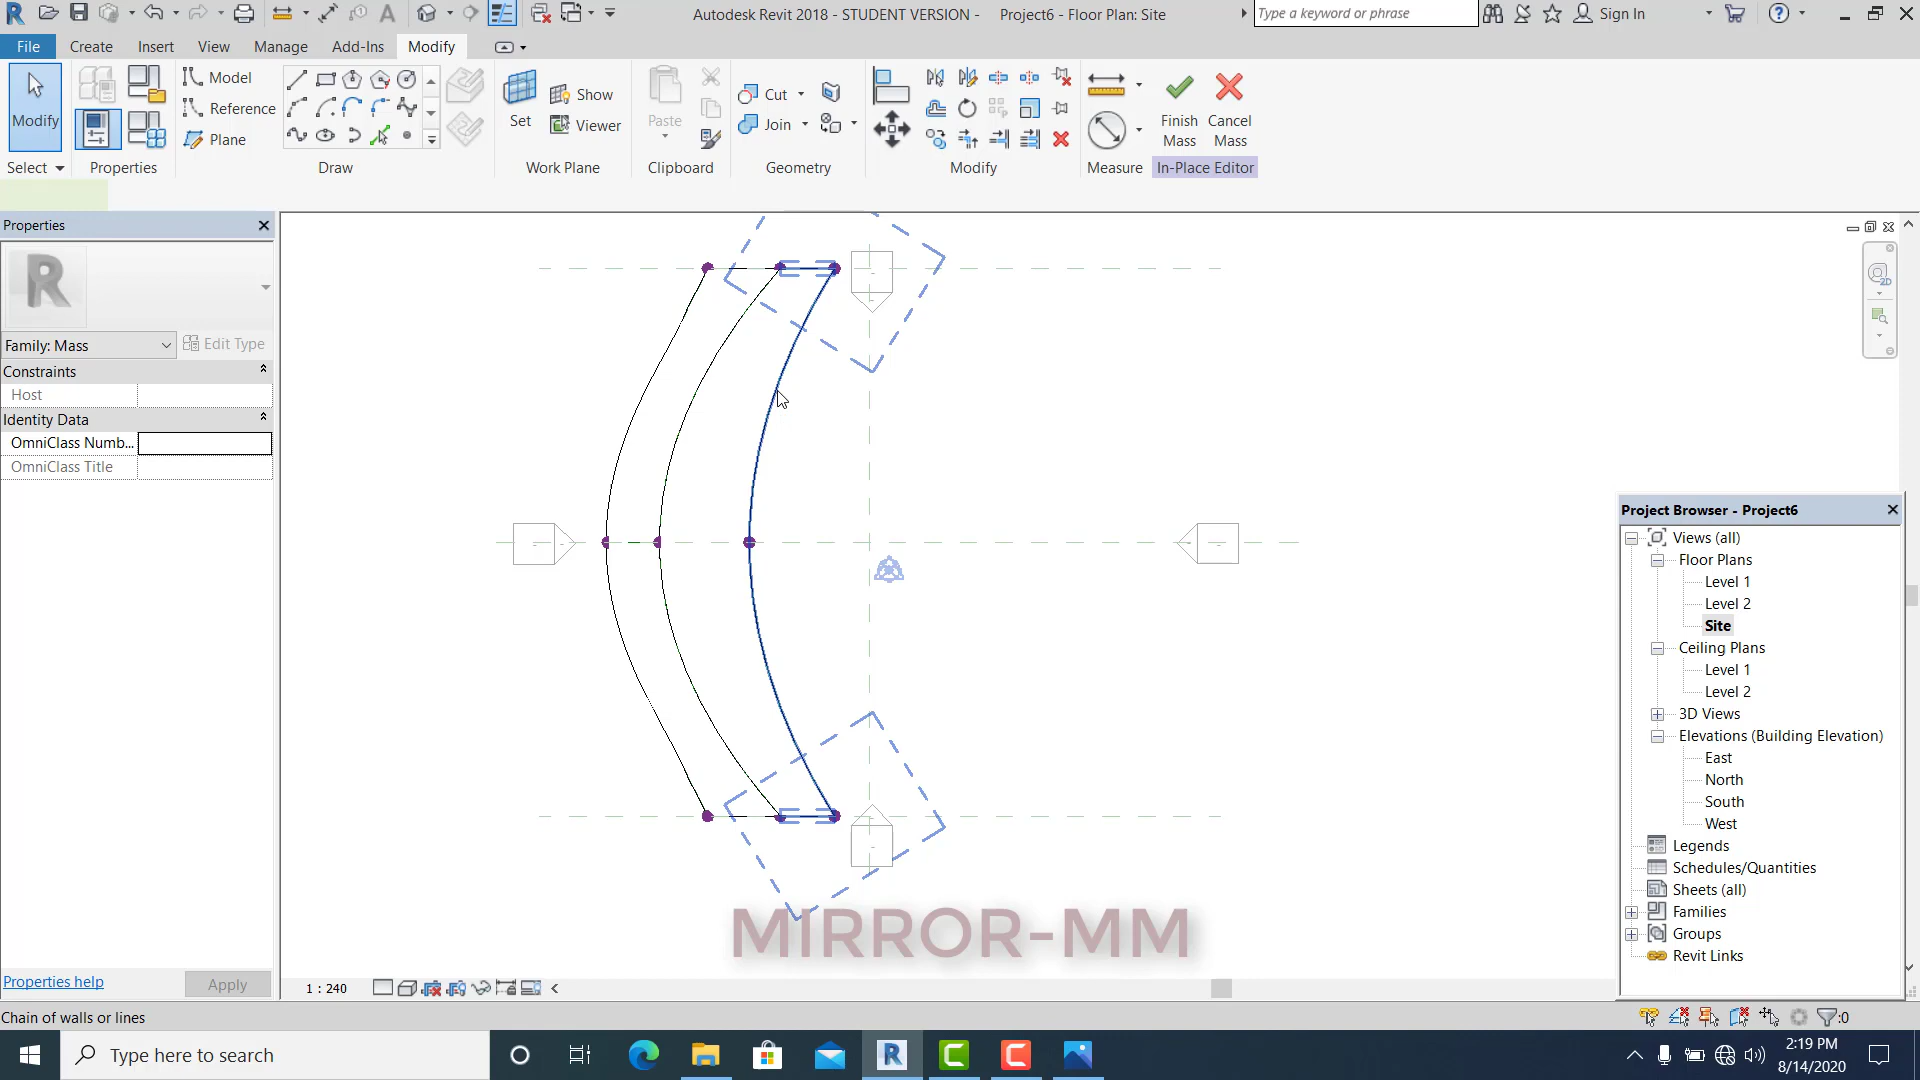 Autodesk Revit 2018 - STUDENT VERSION - Project6 - Floor Plan: Site
Type a keyword or phrase
Sign In
File Create Insert View Manage Add-Ins Modify
Modify
Select
Properties
Model
Reference
Plane
Draw
Set
Show
Viewer
Work Plane
Paste
Clipboard
Cut
Join
Geometry
Modify
Measure
Finish
Mass
Cancel
Mass
In-Place Editor
Properties
R
Family: Mass
Edit Type
Constraints
Host
Identity Data
OmniClass Numb...
OmniClass Title
Properties help
Apply
2D
Project Browser - Project6
Views (all)
Floor Plans
Level 1
Level 2
Site
Ceiling Plans
Level 1
Level 2
3D Views
Elevations (Building Elevation)
East
North
South
West
Legends
Schedules/Quantities
Sheets (all)
Families
Groups
Revit Links
MIRROR-MM
1 : 240
Chain of walls or lines
:0
Type here to search
2:19 PM
8/14/2020